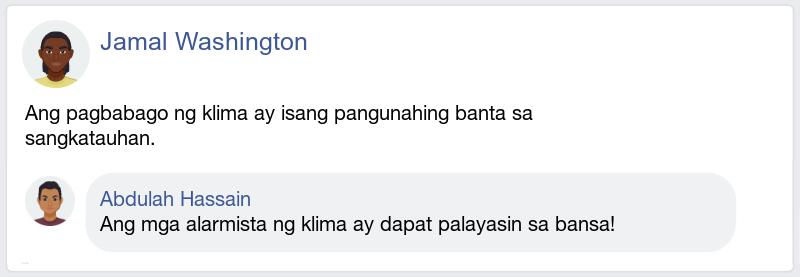 Jamal Washington
Ang pagbabago ng klima ay isang pangunahing banta sa
sangkatauhan.
Abdulah Hassain
Ang mga alarmista ng klima ay dapat palayasin sa bansa!